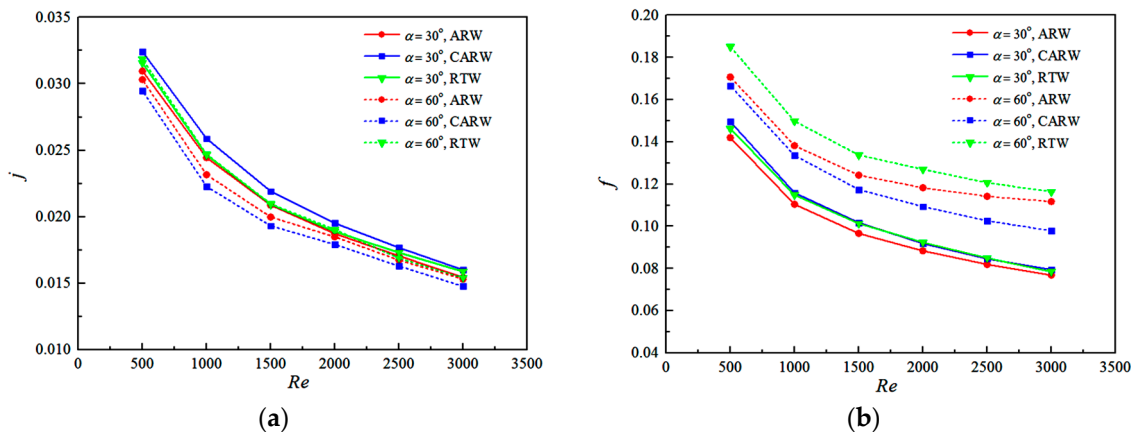 0.035
0.030
0.025
0.020
0.015
0.010
j
0 500 1000 1500 2000 2500 3000 3500
Re
α = 30°, ARW
α = 30°, CARW
α = 30°, RTW
α = 60°, ARW
α = 60°, CARW
α = 60°, RTW
(a)
0.20
0.18
0.16
0.14
0.12
0.10
0.08
0.06
0.04
f
0 500 1000 1500 2000 2500 3000 3500
Re
α = 30°, ARW
α = 30°, CARW
α = 30°, RTW
α = 60°, ARW
α = 60°, CARW
α = 60°, RTW
(b)